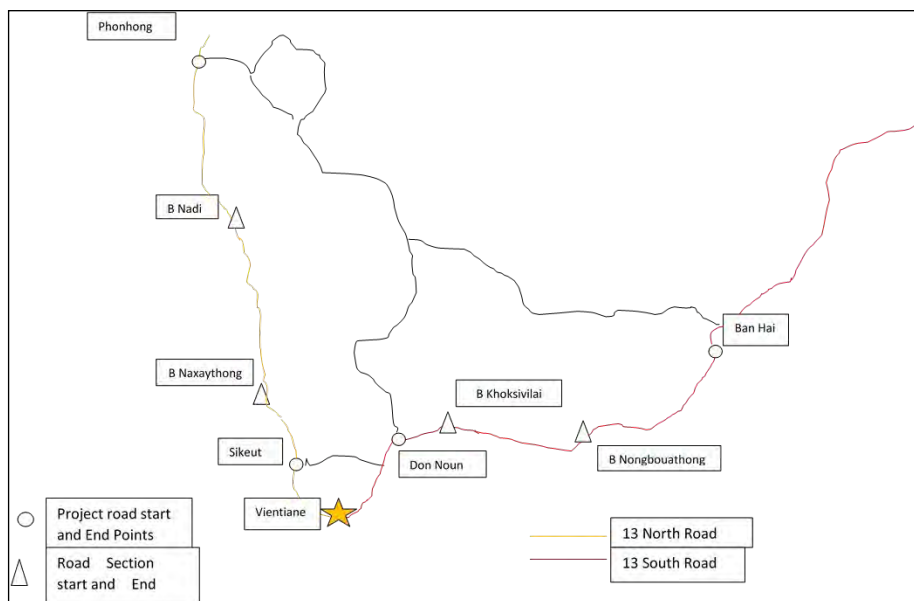 Phonhong
B Nadi
Ban Hai
B Naxaythong
B Khoksivilai
Sikeut
Don Noun
B Nongbouathong
Vientiane
Project road start
and End Points
Road Section
start and End
13 North Road
13 South Road